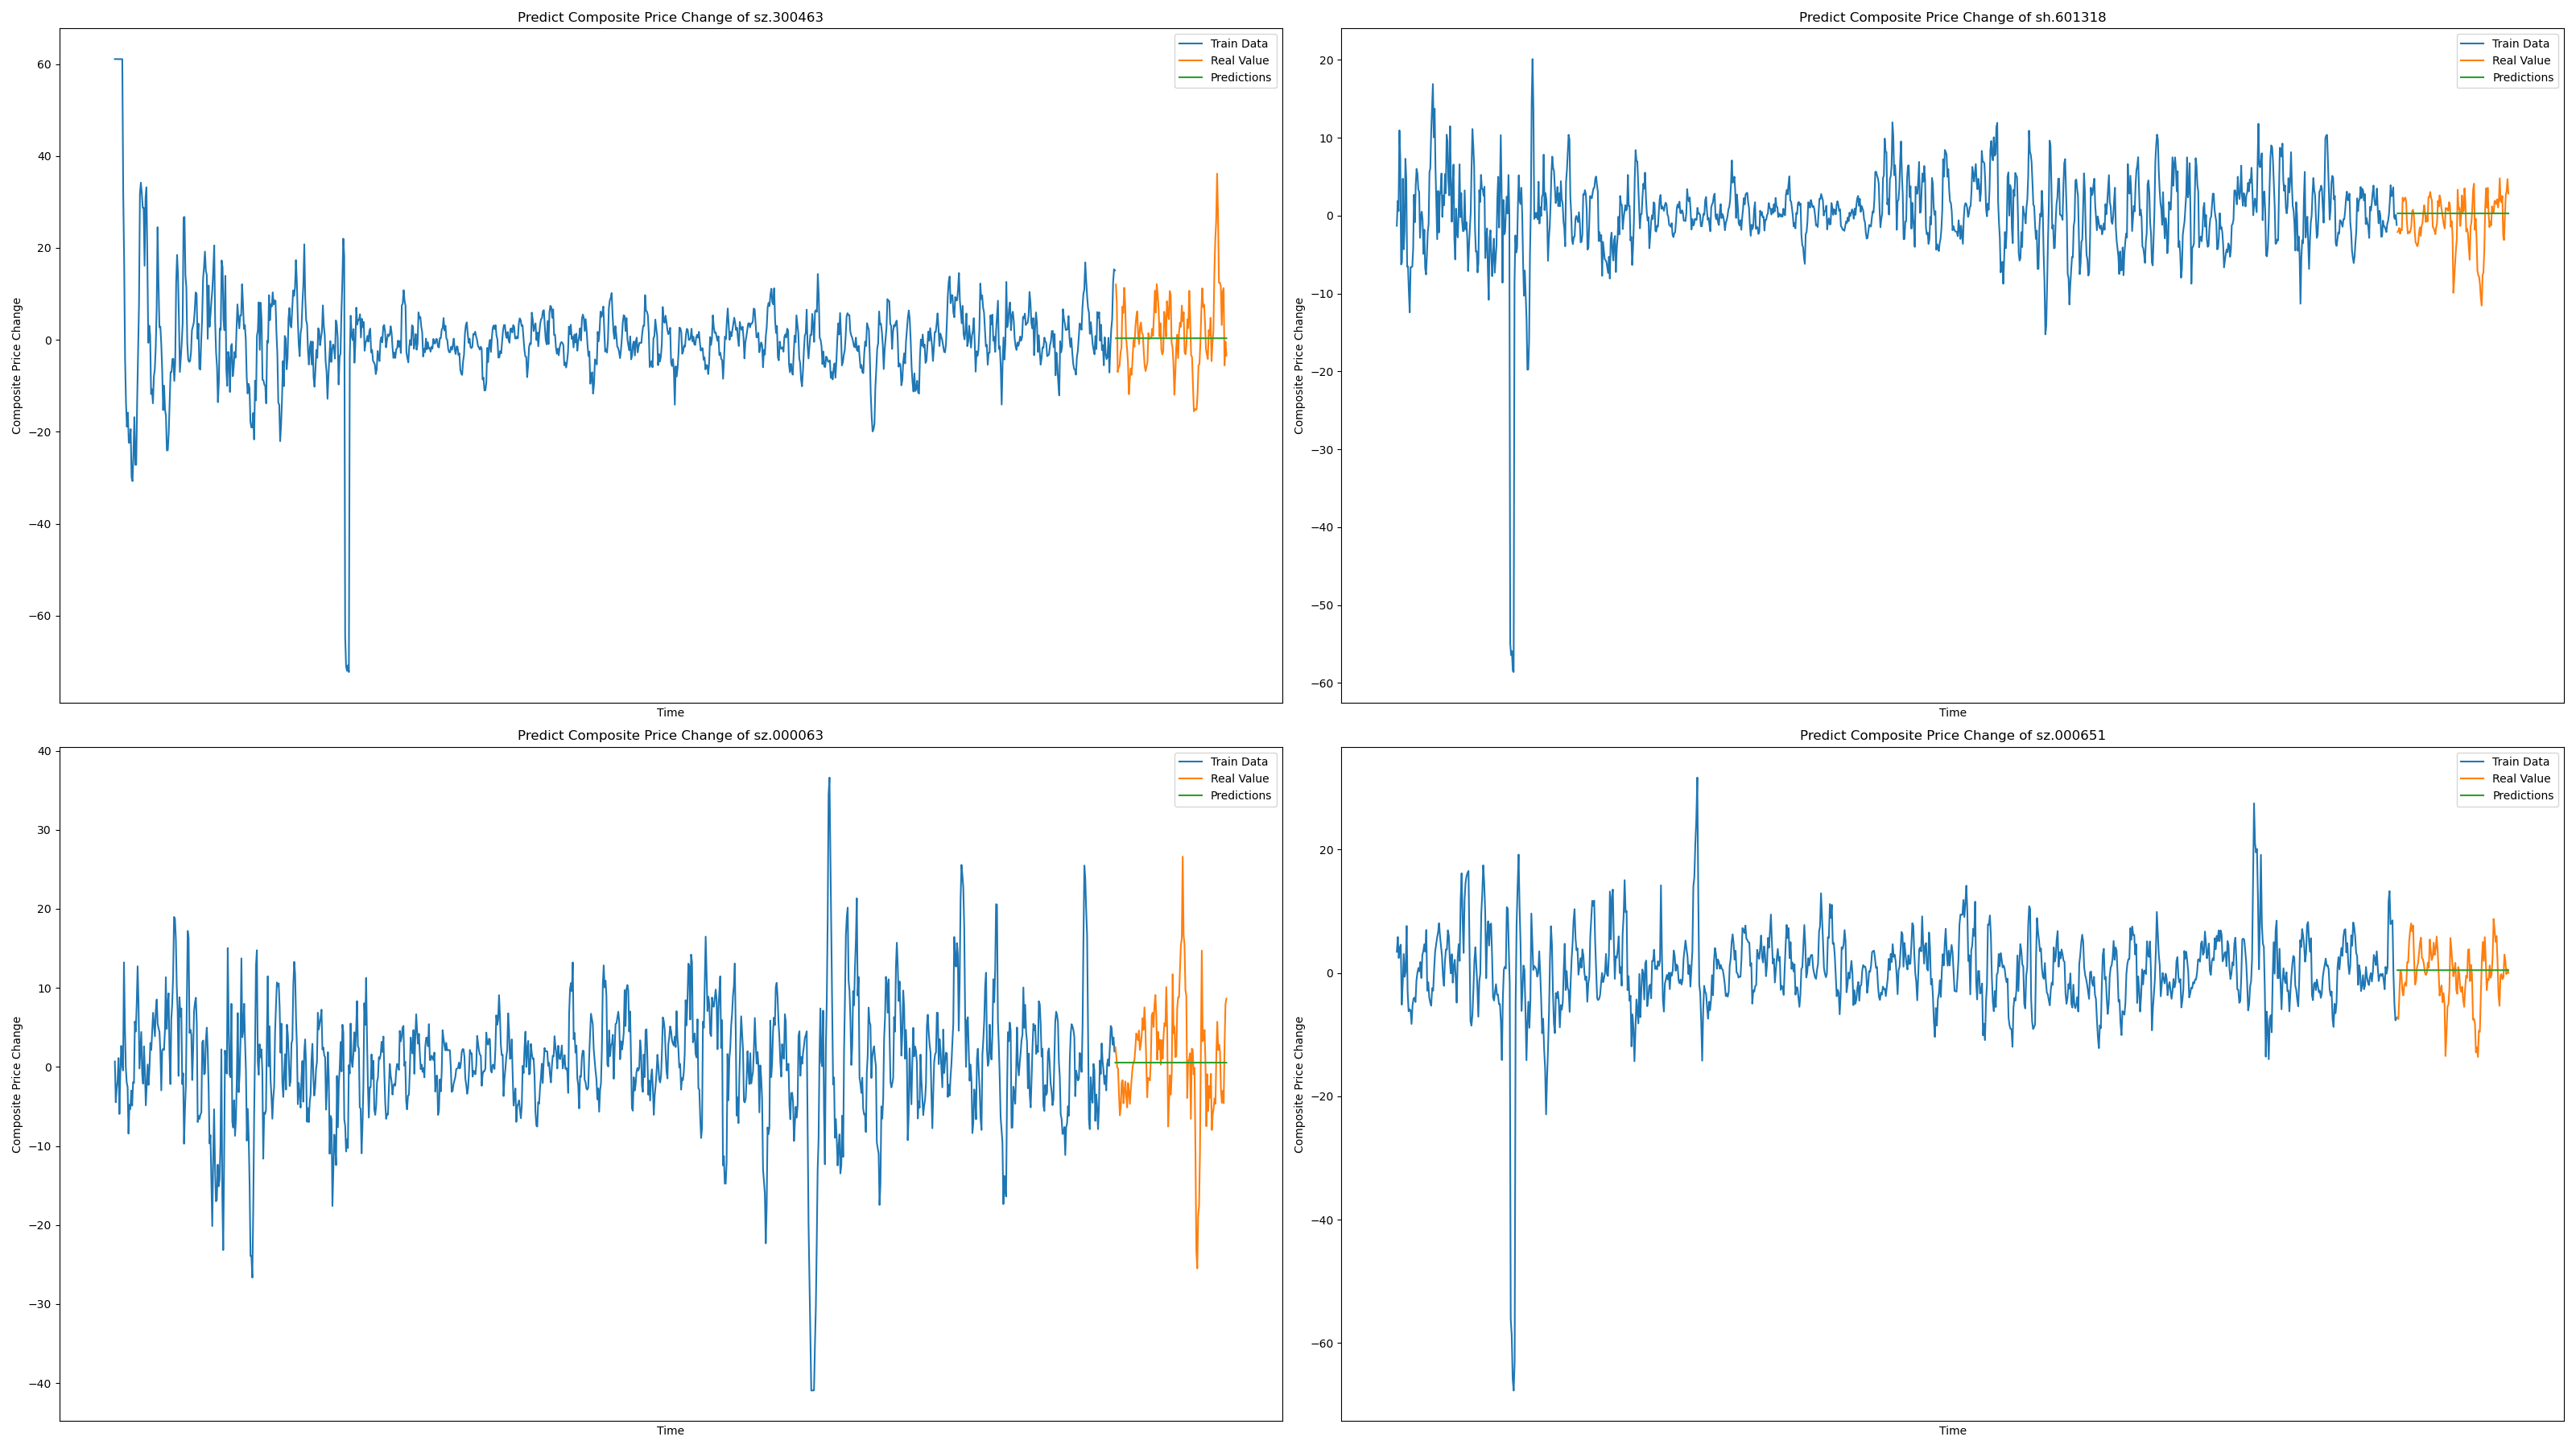 Predict Composite Price Change of sz.300463
Train Data
Real Value
Predictions
60
40
20
0
−20
−40
−60
Composite Price Change
Time
Predict Composite Price Change of sh.601318
Train Data
Real Value
Predictions
20
10
0
−10
−20
−30
−40
−50
−60
Composite Price Change
Time
Predict Composite Price Change of sz.000063
Train Data
Real Value
Predictions
40
30
20
10
0
−10
−20
−30
−40
Composite Price Change
Time
Predict Composite Price Change of sz.000651
Train Data
Real Value
Predictions
20
0
−20
−40
−60
Composite Price Change
Time